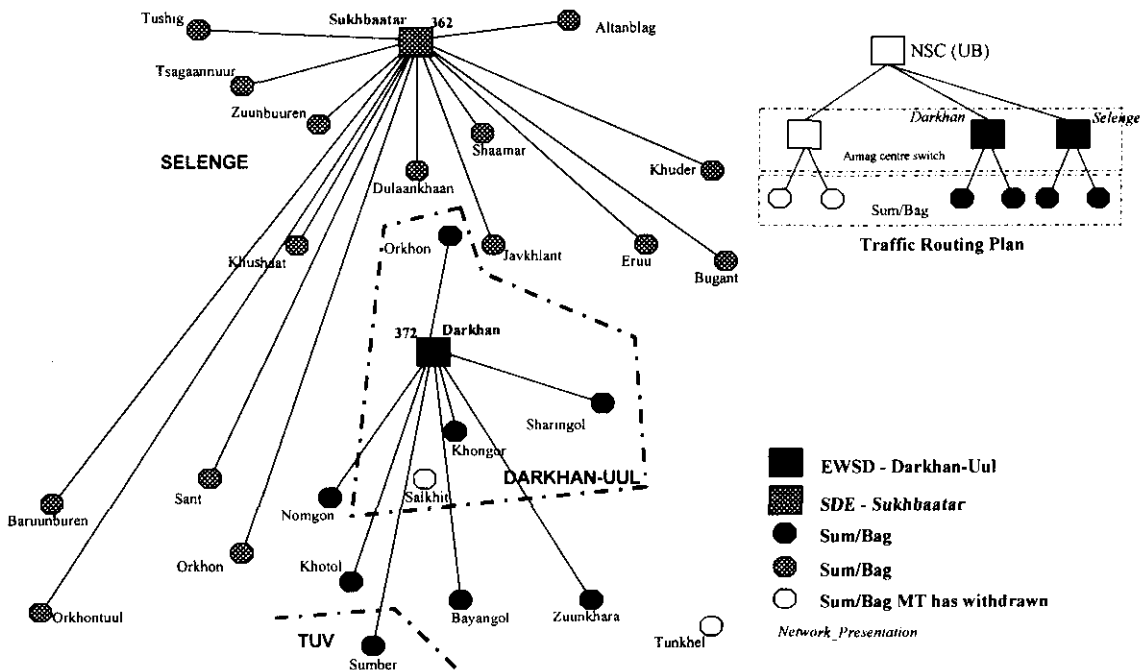 Tushig
Sukhbaatar
362
Altanblag
Tsagaannuur
Zuunbuuren
SELENGE
Shaamar
Dulaankhaan
Khuder
Orkhon
Khushaat
Javkhlant
Eruu
Bugant
372
Darkhan
Sharingol
Khongor
DARKHAN-UUL
Salkhit
Sant
Nomgon
Baruunburen
Orkhon
Khotol
Orkhontuul
Bayangol
Zuunkhara
TUV
Sumber
Tunkhel
NSC (UB)
Darkhan
Selenge
Aimag centre switch
Sum/Bag
Traffic Routing Plan
EWSD - Darkhan-Uul
SDE - Sukhbaatar
Sum/Bag
Sum/Bag
Sum/Bag MT has withdrawn
Network_Presentation